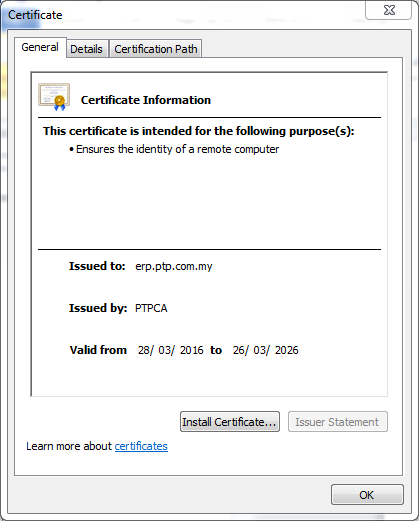 Certificate
General Details Certification Path
Certificate Information
This certificate is intended for the following purpose(s):
• Ensures the identity of a remote computer
Issued to: erp.ptp.com.my
Issued by: PTPCA
Valid from 28/ 03/ 2016 to 26/ 03/ 2026
Install Certificate... Issuer Statement
Learn more about certificates
OK